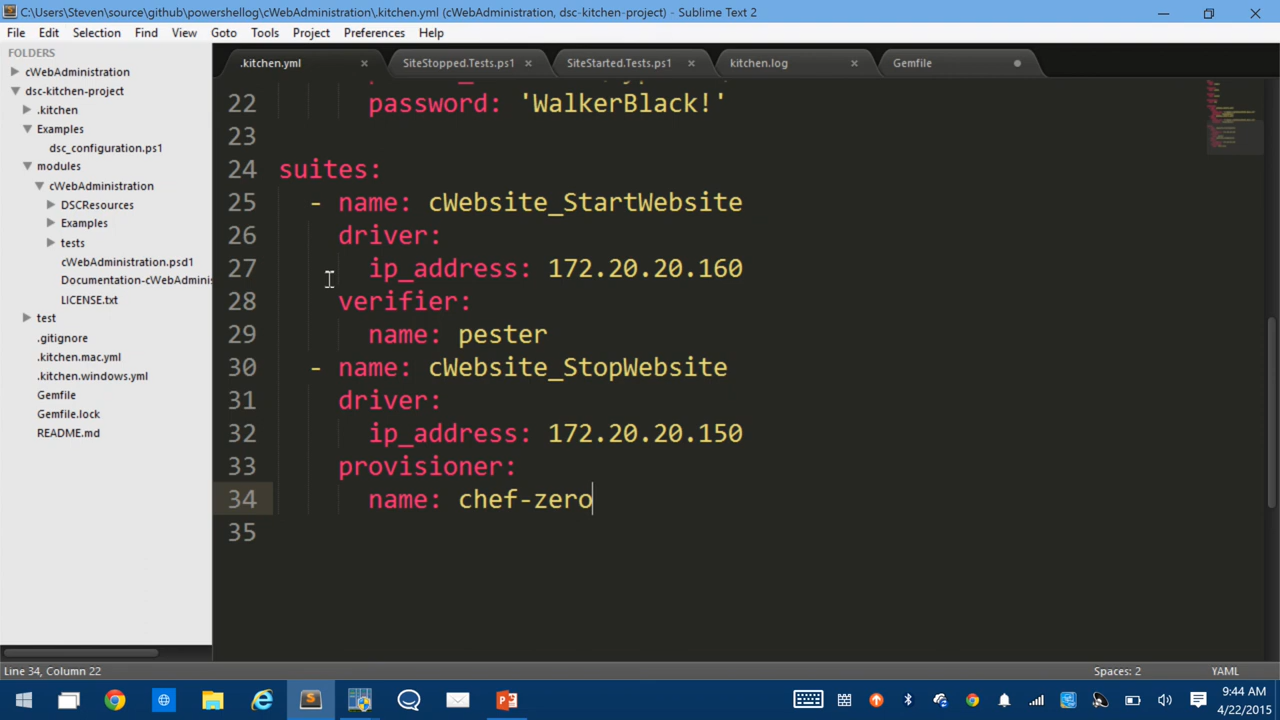 C:\Users\Steven\source\github\powershellog\cWebAdministration\.kitchen.yml (cWebAdministration, dsc-kitchen-project) - Sublime Text 2
File Edit Selection Find View Goto Tools Project Preferences Help
FOLDERS
cWebAdministration
dsc-kitchen-project
.kitchen
Examples
dsc_configuration.ps1
modules
cWebAdministration
DSCResources
Examples
tests
cWebAdministration.psd1
Documentation-cWebAdminis
LICENSE.txt
test
.gitignore
.kitchen.mac.yml
.kitchen.windows.yml
Gemfile
Gemfile.lock
README.md
.kitchen.yml SiteStopped.Tests.ps1 SiteStarted.Tests.ps1 kitchen.log Gemfile
22 password: 'WalkerBlack!'
23
24 suites:
25 - name: cWebsite_StartWebsite
26 driver:
27 ip_address: 172.20.20.160
28 verifier:
29 name: pester
30 - name: cWebsite_StopWebsite
31 driver:
32 ip_address: 172.20.20.150
33 provisioner:
34 name: chef-zero
35
Line 34, Column 22
Spaces: 2
YAML
9:44 AM
4/22/2015